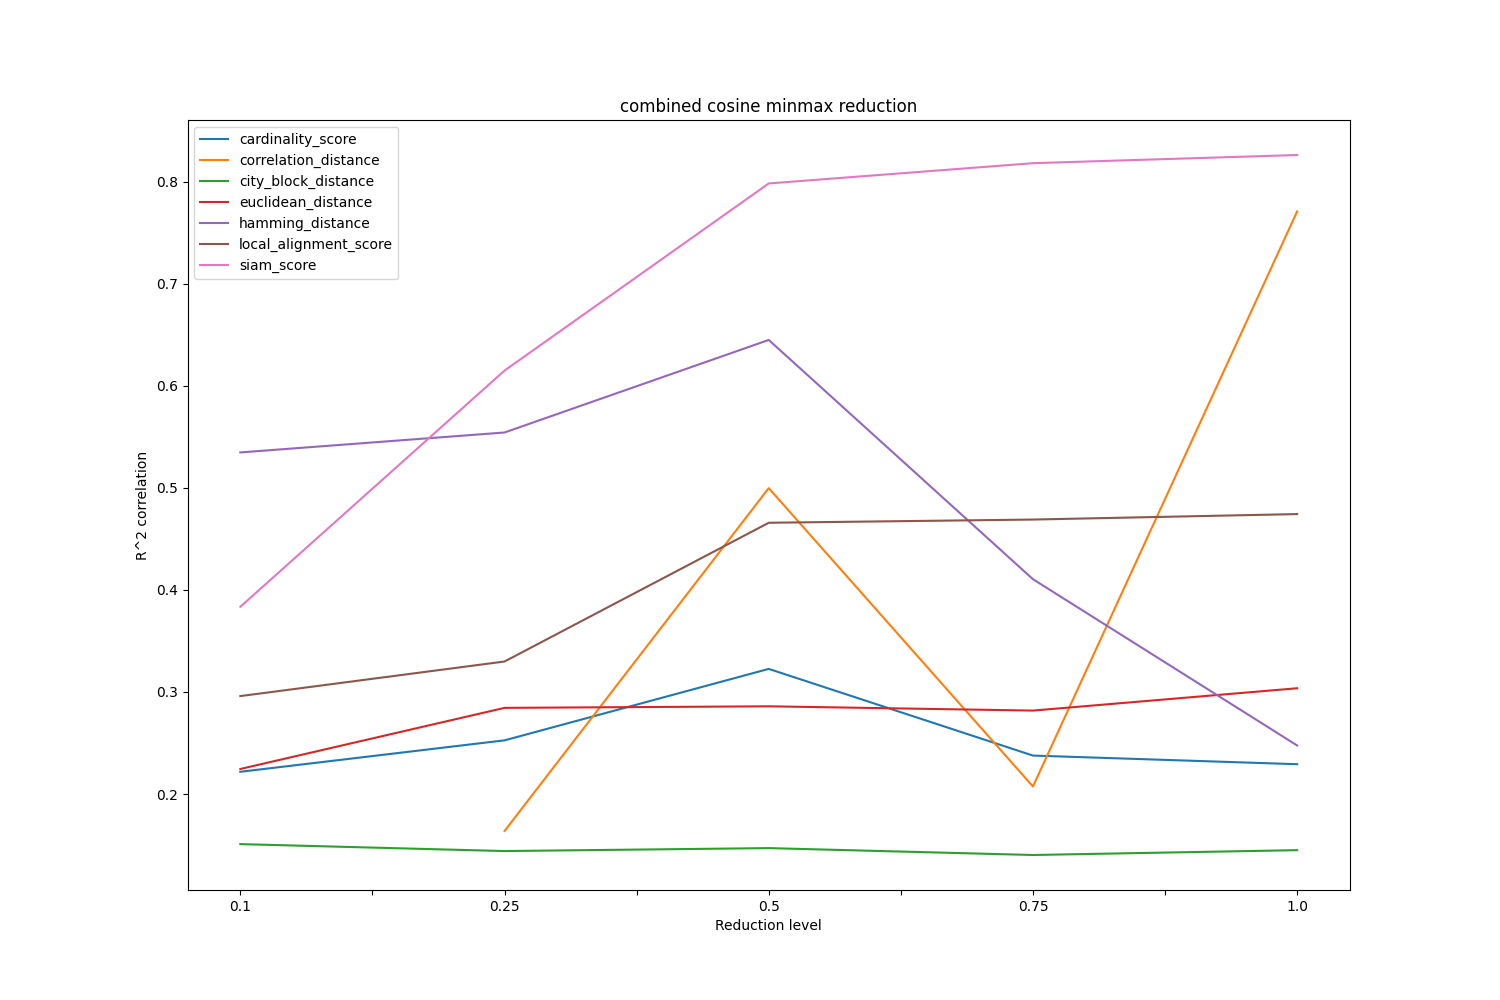 combined cosine minmax reduction
cardinality_score
correlation_distance
city_block_distance
euclidean_distance
hamming_distance
local_alignment_score
siam_score
R^2 correlation
0.8
0.7
0.6
0.5
0.4
0.3
0.2
0.1 0.25 0.5 0.75 1.0
Reduction level